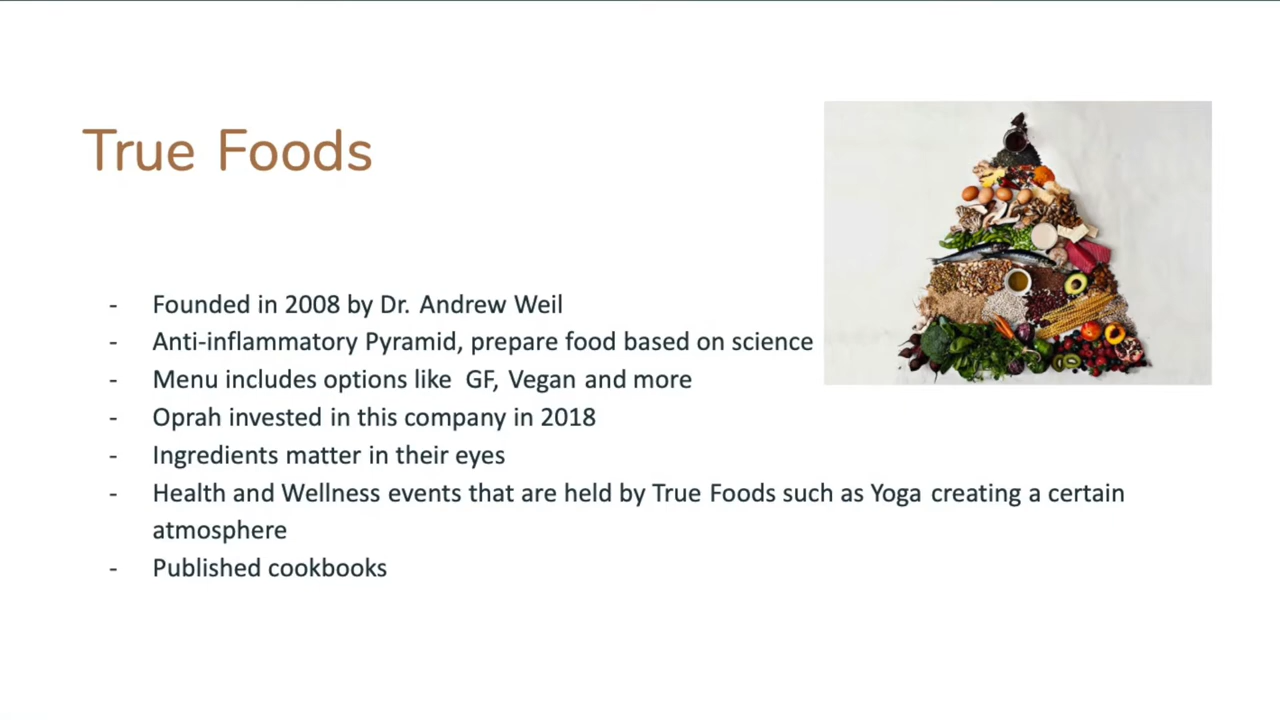 True Foods
- Founded in 2008 by Dr. Andrew Weil
- Anti-inflammatory Pyramid, prepare food based on science
- Menu includes options like  GF, Vegan and more
- Oprah invested in this company in 2018
- Ingredients matter in their eyes
- Health and Wellness events that are held by True Foods such as Yoga creating a certain
atmosphere
- Published cookbooks